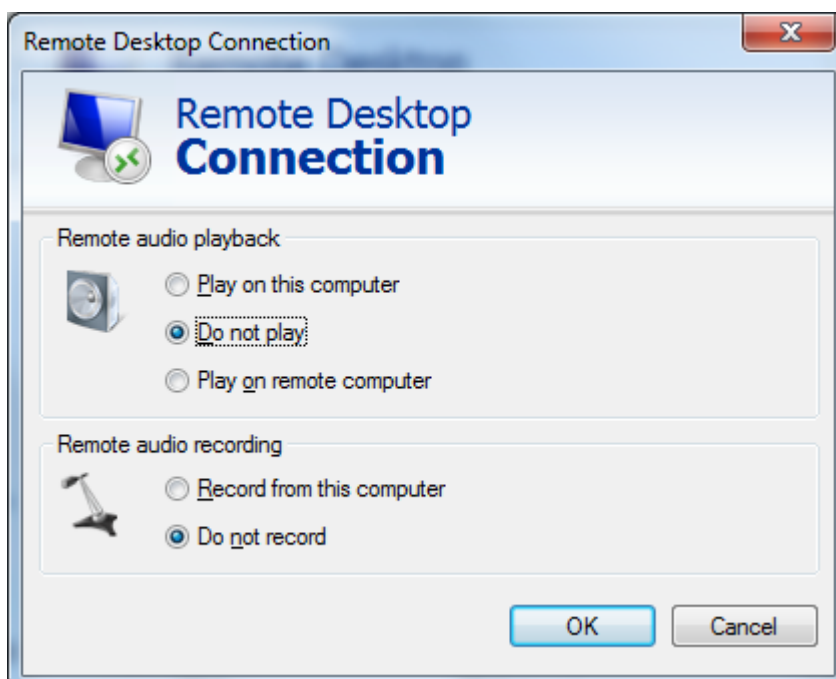 Remote Desktop Connection
Remote Desktop
Connection
Remote audio playback
Play on this computer
Do not play
Play on remote computer
Remote audio recording
Record from this computer
Do not record
OK
Cancel